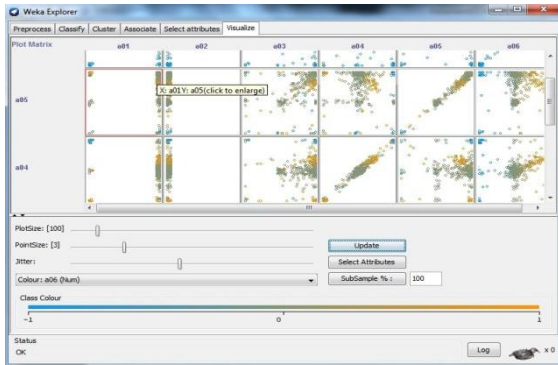 Weka Explorer
Preprocess Classify Cluster Associate Select attributes Visualize
Plot Matrix a01 a02 a03 a04 a05 a06
a05
X: a01Y: a05(click to enlarge)
a04
PlotSize: [100]
PointSize: [3]
Update
Jitter:
Select Attributes
Colour: a06 (Num)
SubSample % :
100
Class Colour
-1 0 1
Status
OK
Log
x 0